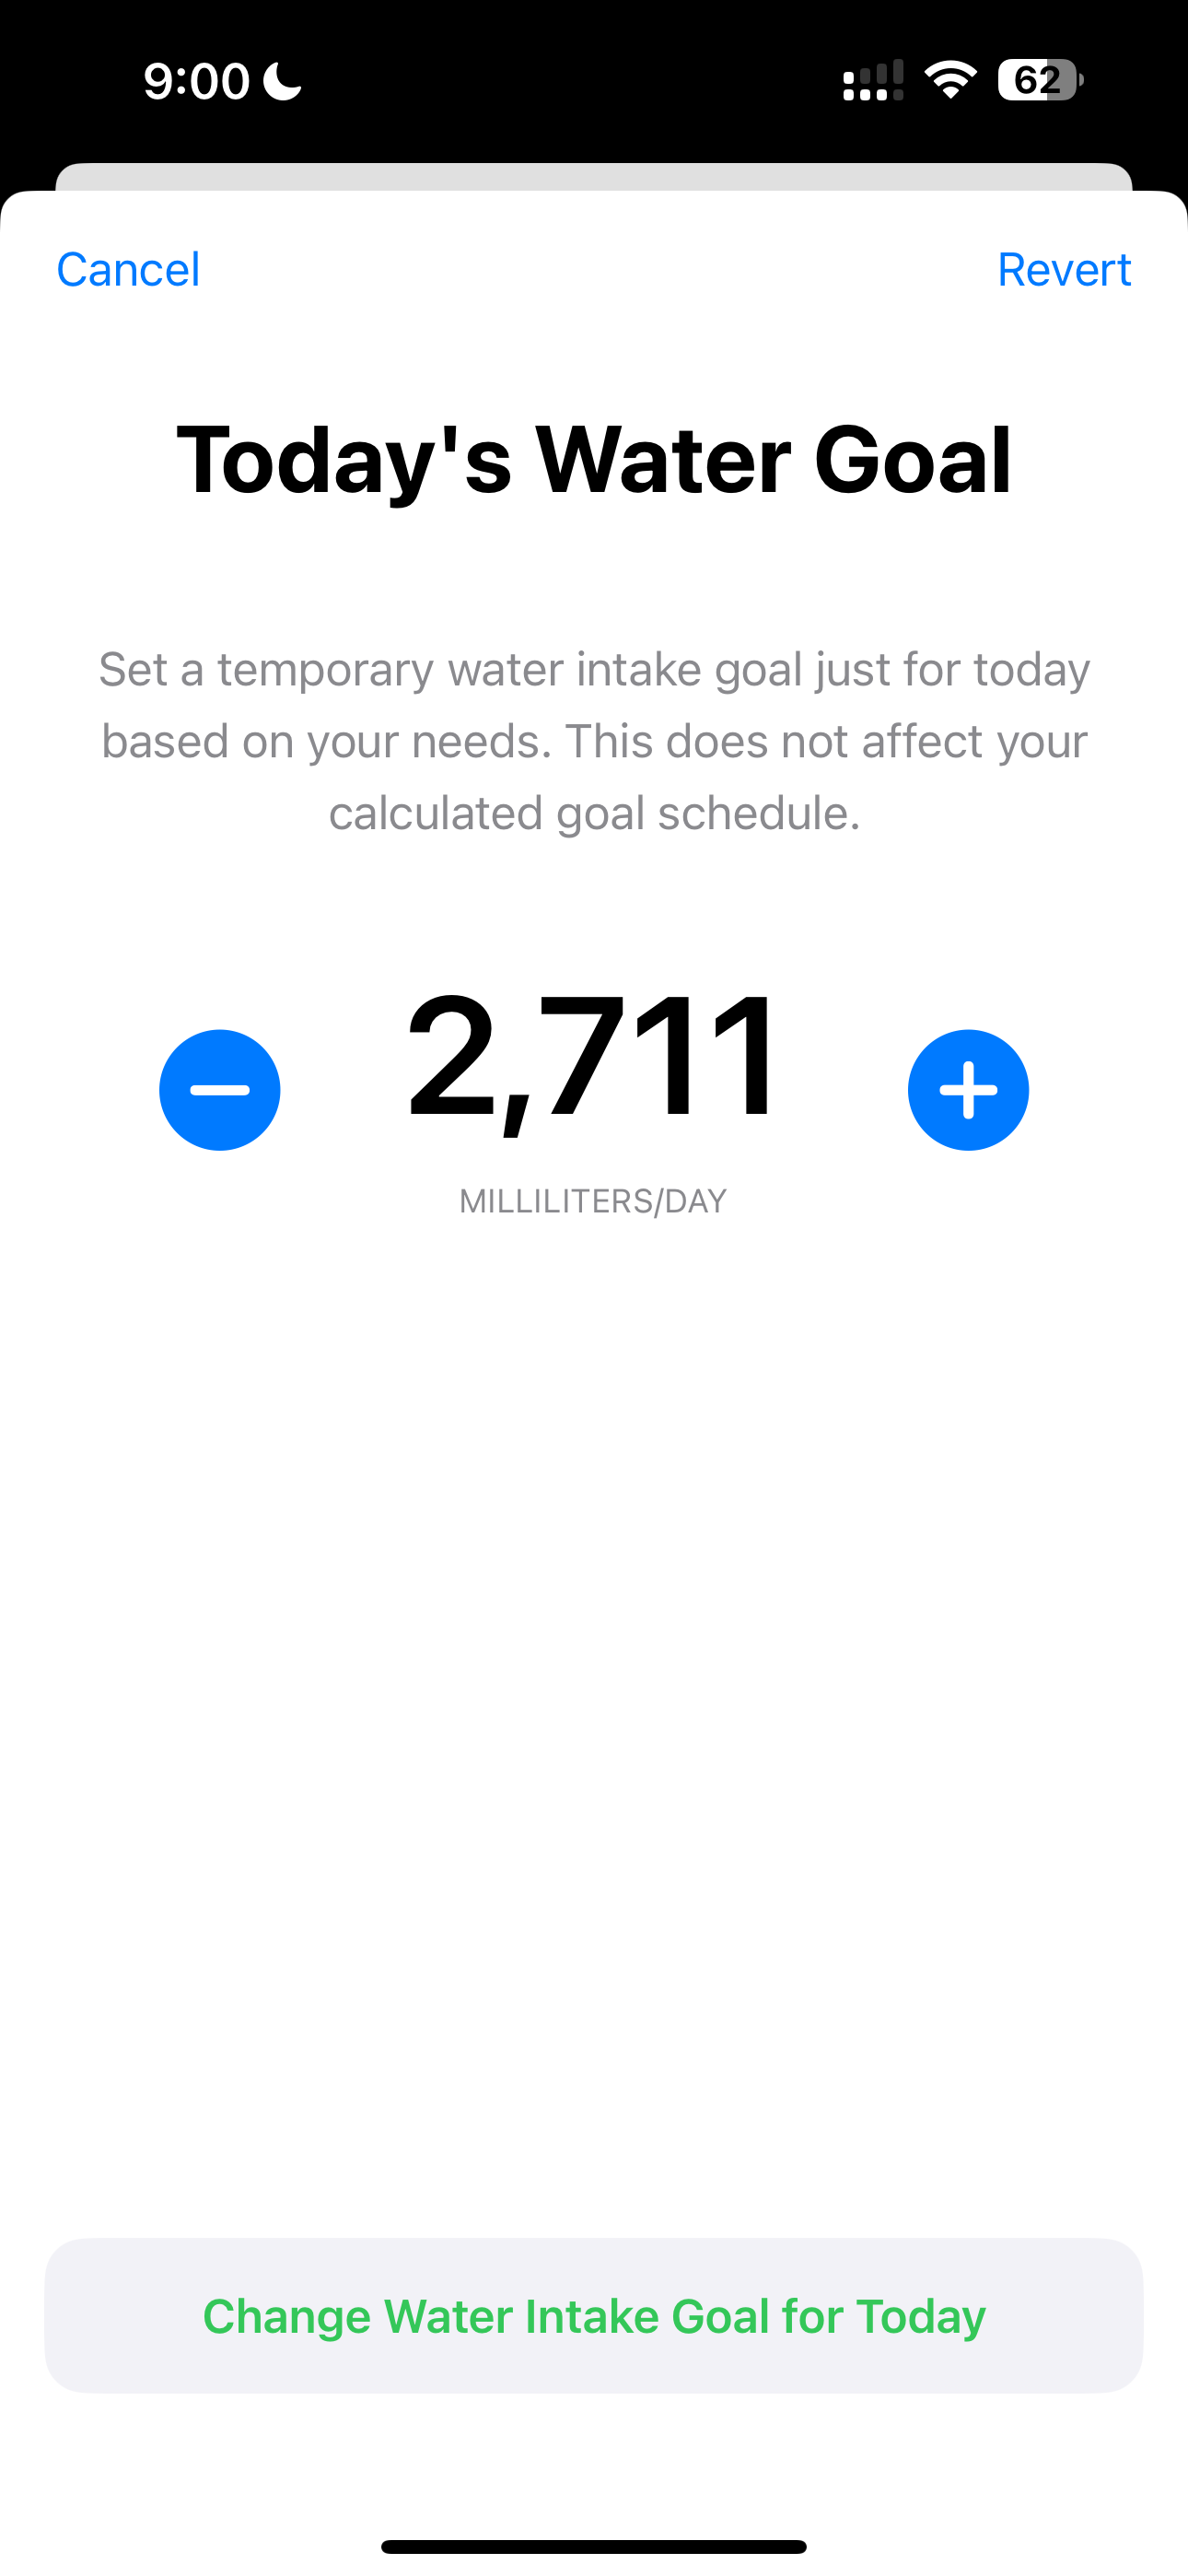 9:00
62
Cancel
Revert
Today's Water Goal
Set a temporary water intake goal just for today
based on your needs. This does not affect your
calculated goal schedule.
2,711
MILLILITERS/DAY
Change Water Intake Goal for Today